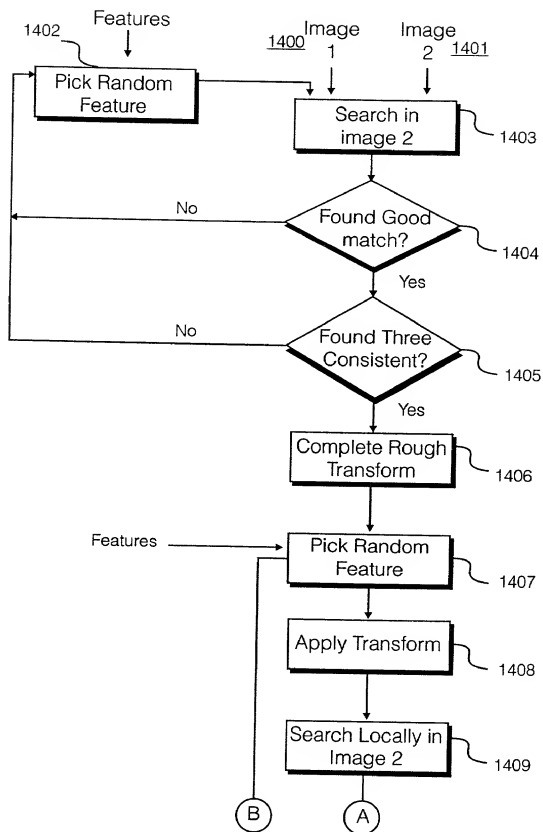 Features
1402
Pick Random
Feature
1400
Image
1
Image
2
1401
Search in
image 2
1403
No
Found Good
match?
1404
Yes
No
Found Three
Consistent?
1405
Yes
Complete Rough
Transform
1406
Features
Pick Random
Feature
1407
Apply Transform
1408
Search Locally in
Image 2
1409
B
A